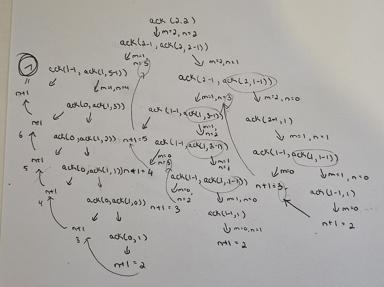 ack (2,2)
↓ m=2, n=2
ack(2-1, ack(2, 2-1))
m=1
n=5
m=2, n=1
ack(1-1, ack(1, 5-1))
ack(2-1, ack(2, 1-1))
m=1, n=4
m=1, n=3
m=2, n=0
n+1
ack(0, ack(1,3))
ack(1-1, ack(1, 3-1))
ack(2-1, 1)
n+1
m=1,
n=2
m=1, n=1
6
ack(0, ack(1,2))
n+1=5
ack(1-1, ack(1, 2-1))
ack(1-1, ack(1, 1-1))
n+1
m=0
m=1
m=0
m=1, n=0
5
ack(0, ack(1,1))
n+1=4
ack(1-1, ack(1, 1-1))
n+1=3
ack(1-1, 1)
n+1
m=0,
n=2
m=1, n=0
m=0
4
ack(0, ack(1,0))
n+1=3
ack(1-1, 1)
n+1=2
n+1
m=0, n=1
3
ack(0, 1)
n+1=2
n+1=2